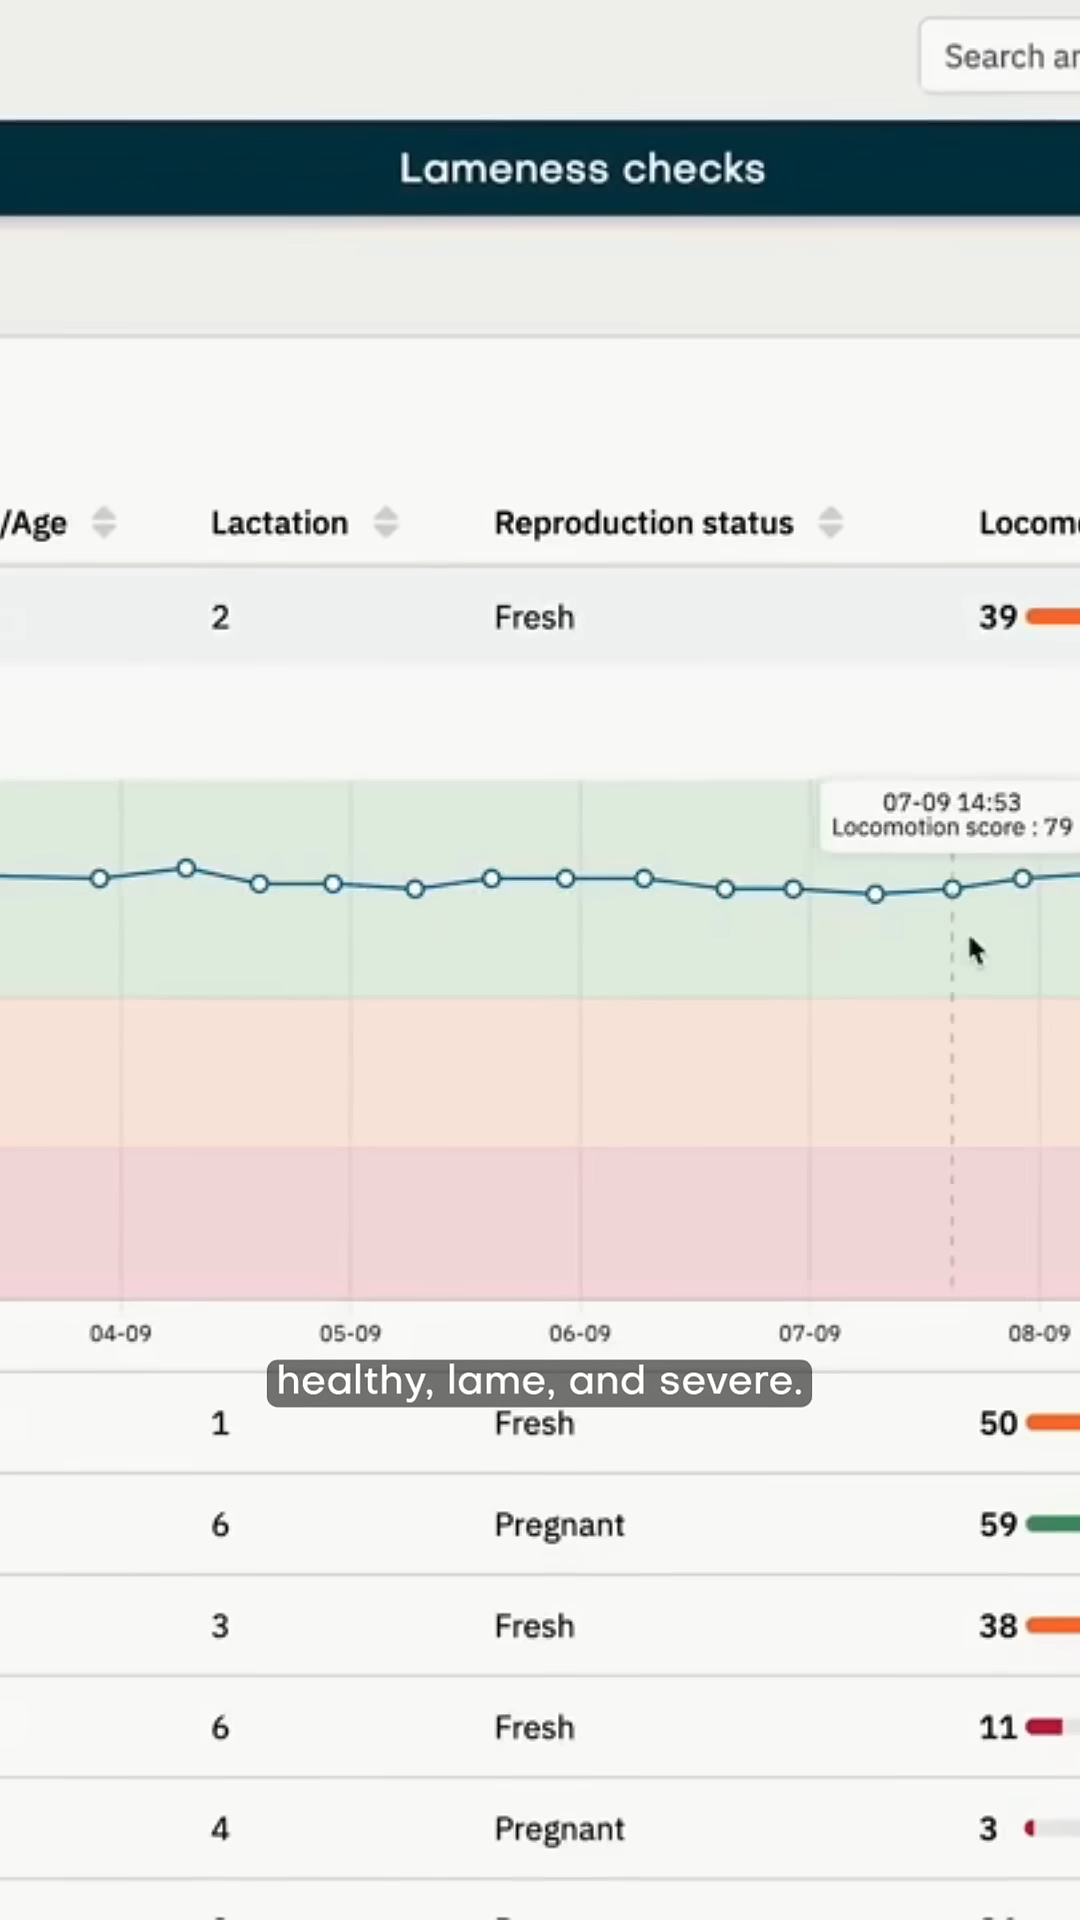 Search
Lameness checks
/Age Lactation Reproduction status
2 Fresh 39
07-09 14:53
Locomotion score : 79
04-09 05-09 06-09 07-09 08-09
healthy, lame, and severe.
1 Fresh 50
6 Pregnant 59
3 Fresh 38
6 Fresh 11
4 Pregnant 3